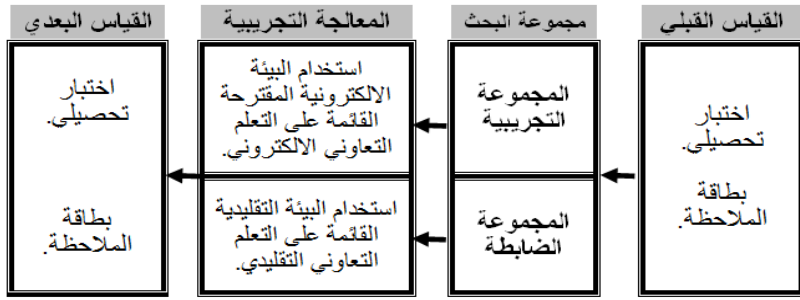 القياس القبلي
مجموعة البحث
المعالجة التجريبية
القياس البعدي
اختبار
تحصيلي.
بطاقة
الملاحظة.
المجموعة
التجريبية
المجموعة
الضابطة
استخدام البيئة
الالكترونية المقترحة
القائمة على التعلم
التعاوني الالكتروني.
استخدام البيئة التقليدية
القائمة على التعلم
التعاوني التقليدي.
اختبار
تحصيلي.
بطاقة
الملاحظة.